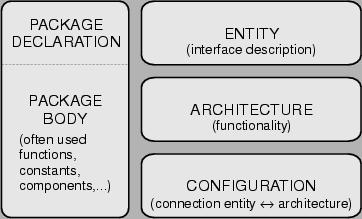 PACKAGE
DECLARATION
PACKAGE
BODY
(often used
functions,
constants,
components,...)
ENTITY
(interface description)
ARCHITECTURE
(functionality)
CONFIGURATION
(connection entity ↔ architecture)